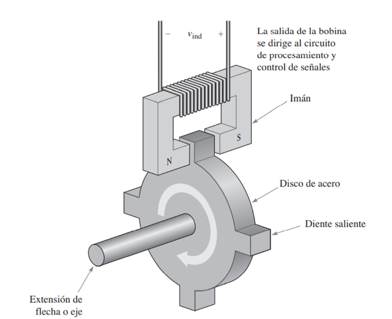 - v ind +
La salida de la bobina
se dirige al circuito
de procesamiento y
control de señales
Imán
S
N
Disco de acero
Diente saliente
Extensión de
flecha o eje